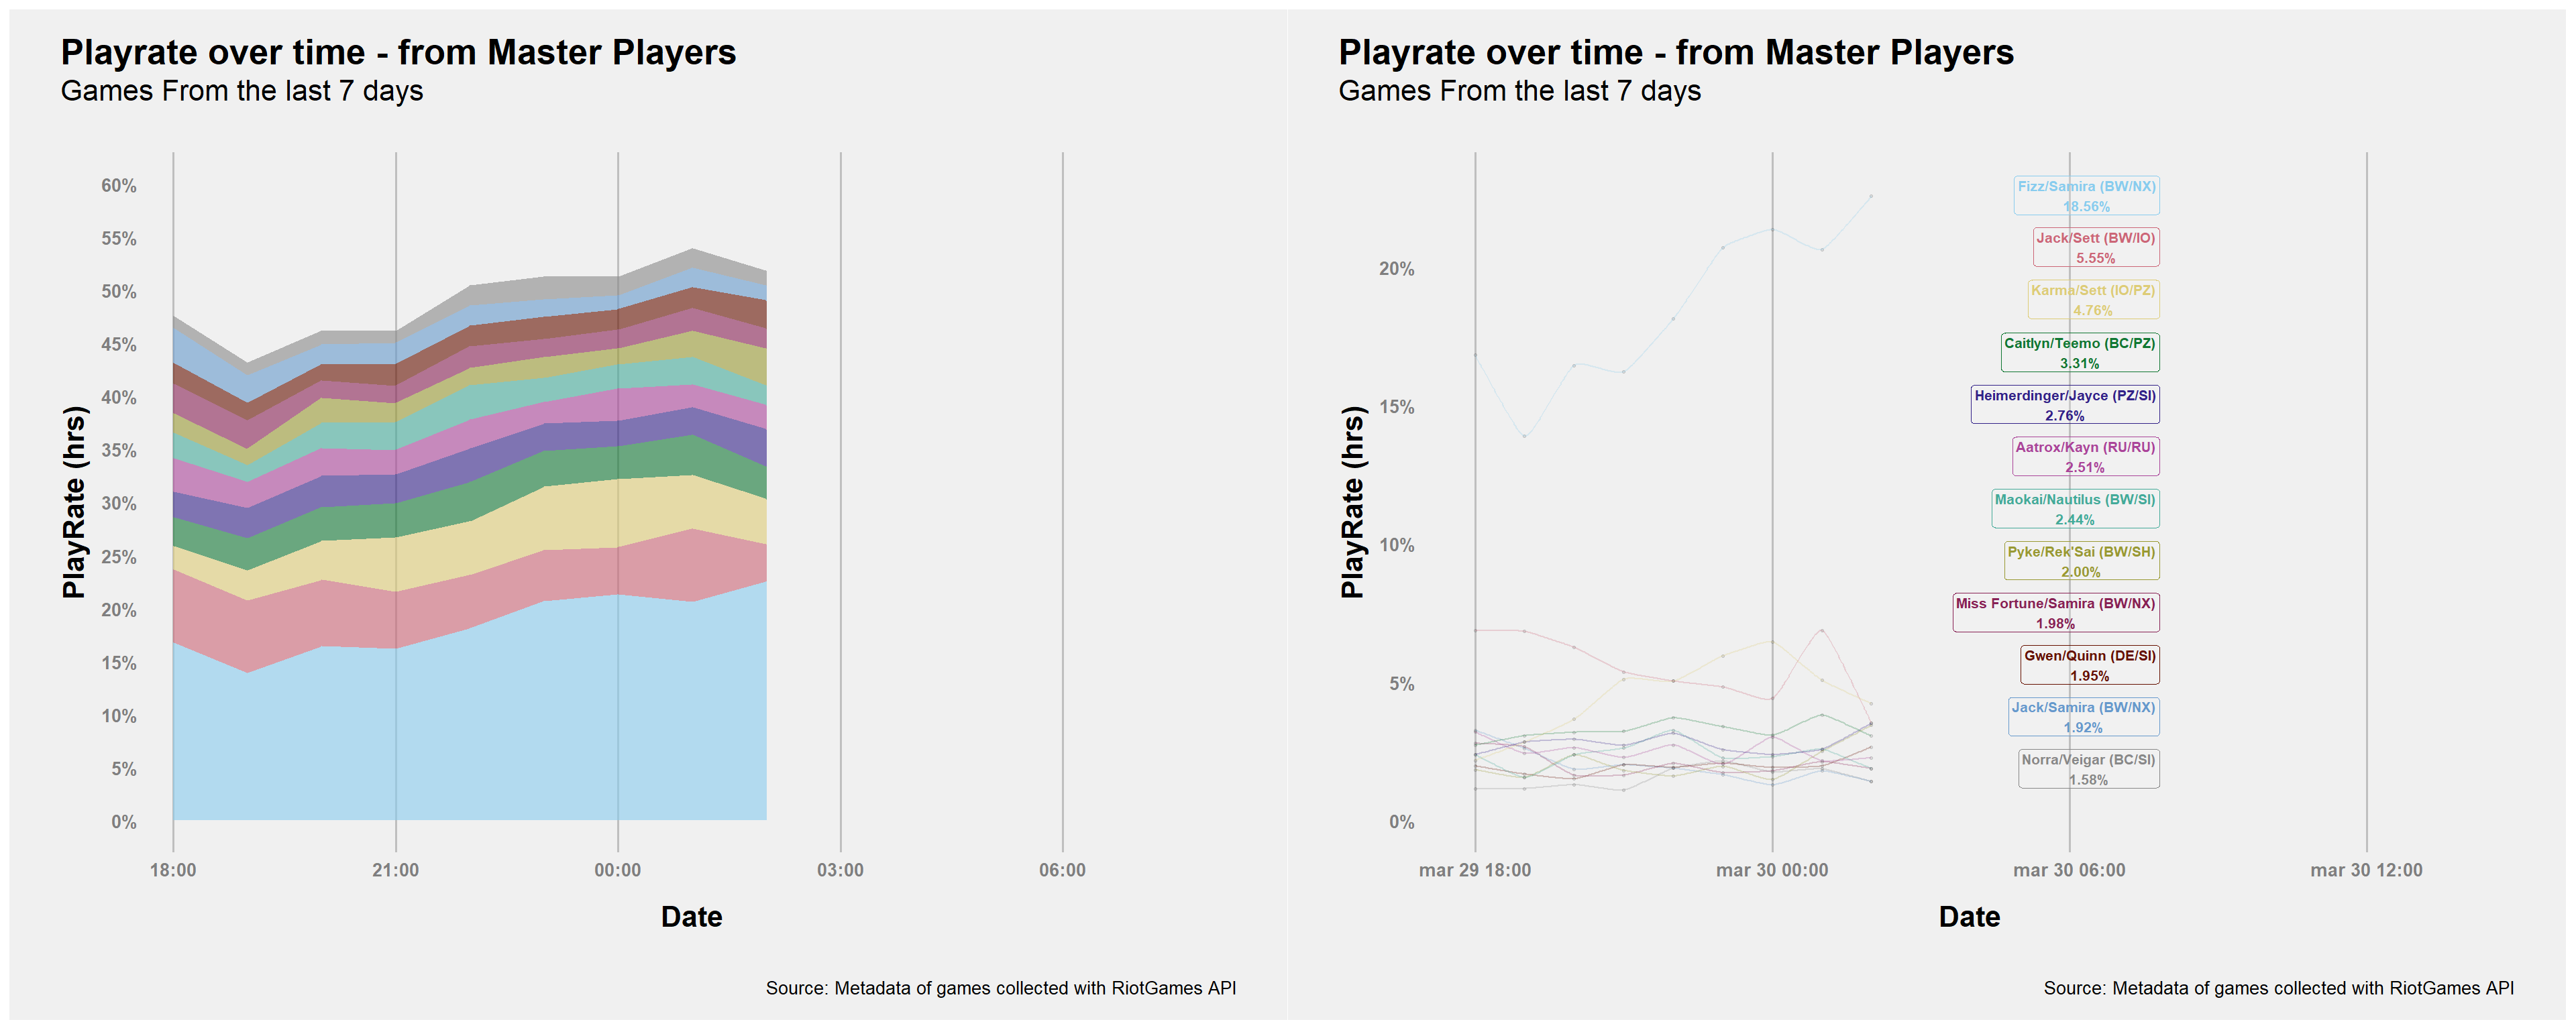 Playrate over time - from Master Players
Games From the last 7 days
60%
55%
50%
45%
40%
35%
30%
25%
20%
15%
10%
5%
0%
PlayRate (hrs)
18:00 21:00 00:00 03:00 06:00
Date
Source: Metadata of games collected with RiotGames API
Playrate over time - from Master Players
Games From the last 7 days
20%
15%
10%
5%
0%
PlayRate (hrs)
Fizz/Samira (BW/NX)
18.56%
Jack/Sett (BW/IO)
5.55%
Karma/Sett (IO/PZ)
4.76%
Caitlyn/Teemo (BC/PZ)
3.31%
Heimerdinger/Jayce (PZ/SI)
2.76%
Aatrox/Kayn (RU/RU)
2.51%
Maokai/Nautilus (BW/SI)
2.44%
Pyke/Rek'Sai (BW/SH)
2.00%
Miss Fortune/Samira (BW/NX)
1.98%
Gwen/Quinn (DE/SI)
1.95%
Jack/Samira (BW/NX)
1.92%
Norra/Veigar (BC/SI)
1.58%
mar 29 18:00 mar 30 00:00 mar 30 06:00 mar 30 12:00
Date
Source: Metadata of games collected with RiotGames API